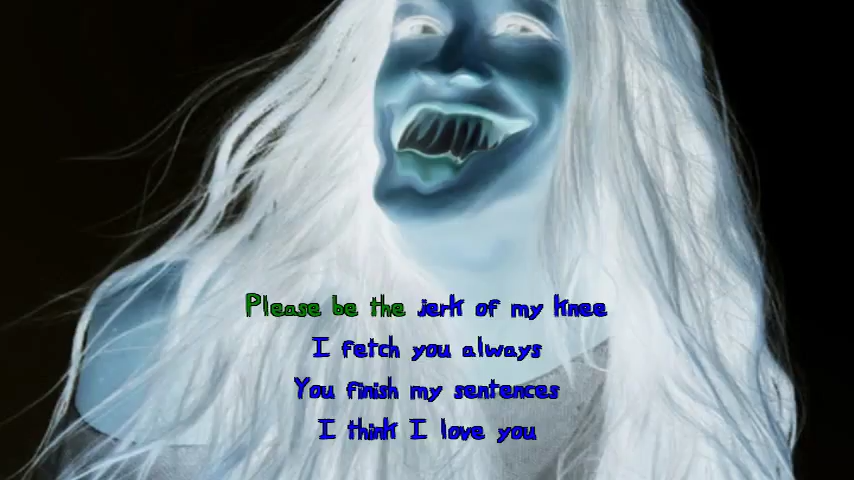 Please be the jerk of my knee
I fetch you always
You finish my sentences
I think I love you